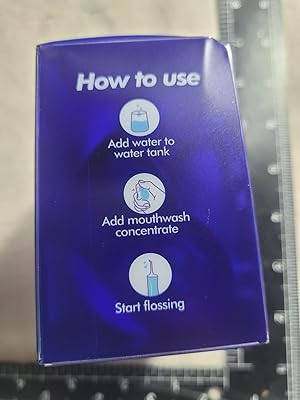 How to use
Add water to
water tank
Add mouthwash
concentrate
Start flossing